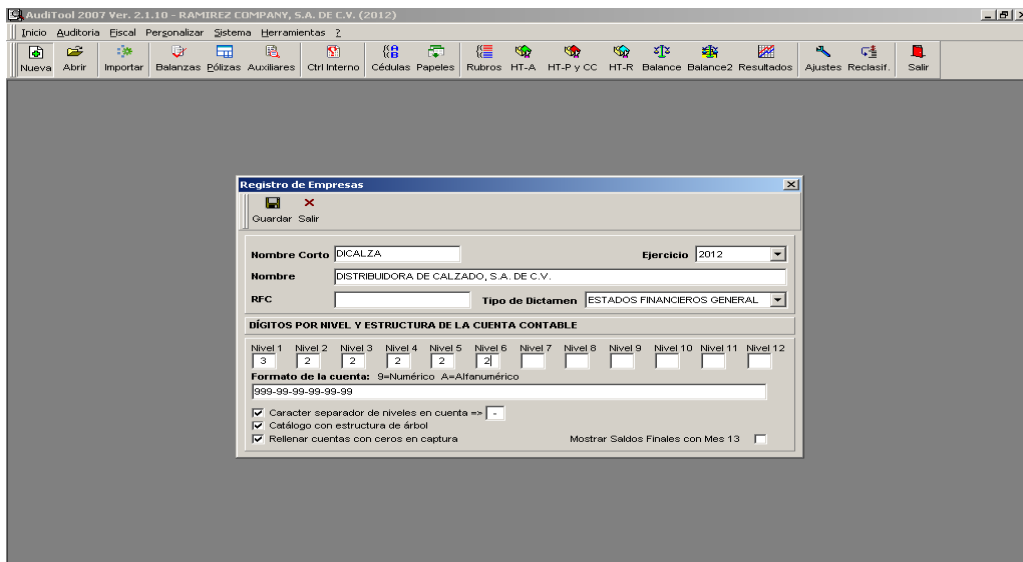 AudiTool 2007 Ver. 2.1.10 - RAMIREZ COMPANY, S.A. DE C.V. (2012)
Inicio Auditoria Fiscal Personalizar Sistema Herramientas ?
Nueva Abrir Importar Balanzas Pólizas Auxiliares Ctrl Interno Cédulas Papeles Rubros HT-A HT-P y CC HT-R Balance Balance2 Resultados Ajustes Reclasif. Salir
Registro de Empresas
Guardar Salir
Nombre Corto DICALZA Ejercicio 2012
Nombre DISTRIBUIDORA DE CALZADO, S.A. DE C.V.
RFC Tipo de Dictamen ESTADOS FINANCIEROS GENERAL
DÍGITOS POR NIVEL Y ESTRUCTURA DE LA CUENTA CONTABLE
Nivel 1 Nivel 2 Nivel 3 Nivel 4 Nivel 5 Nivel 6 Nivel 7 Nivel 8 Nivel 9 Nivel 10 Nivel 11 Nivel 12
3 2 2 2 2 2
Formato de la cuenta: 9=Numérico A=Alfanumérico
999-99-99-99-99-99
Caracter separador de niveles en cuenta => -
Catálogo con estructura de árbol
Rellenar cuentas con ceros en captura Mostrar Saldos Finales con Mes 13